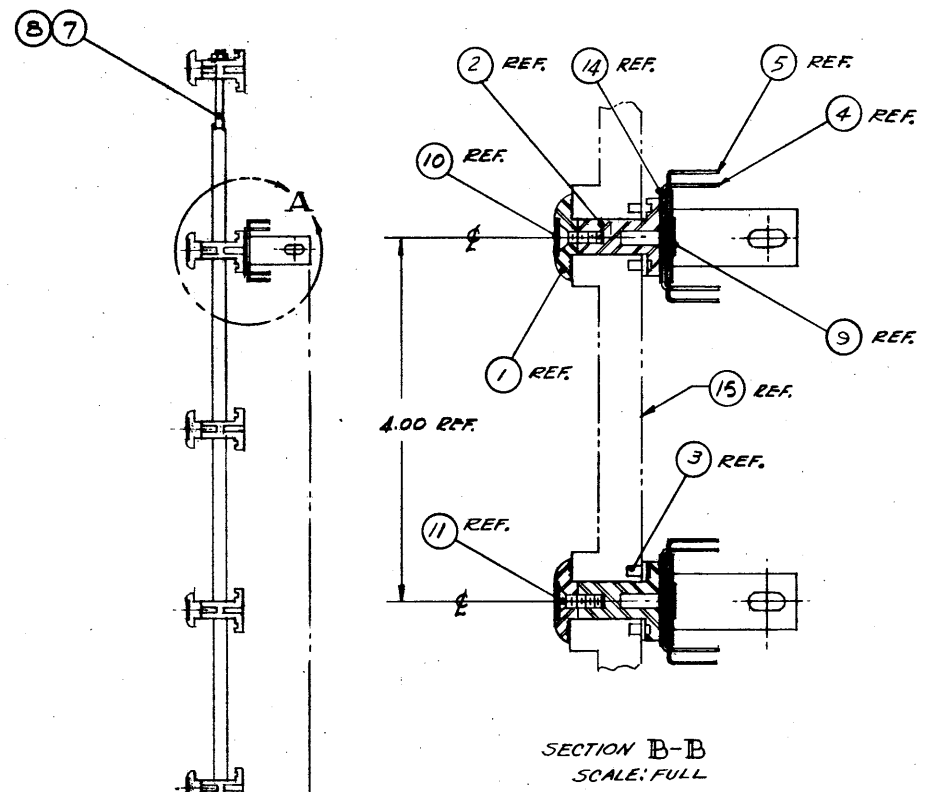 8 7
2 REF.
14 REF.
5 REF.
4 REF.
10 REF.
A
℄
9 REF.
1 REF.
15 REF.
4.00 REF.
3 REF.
11 REF.
℄
SECTION B-B
SCALE: FULL